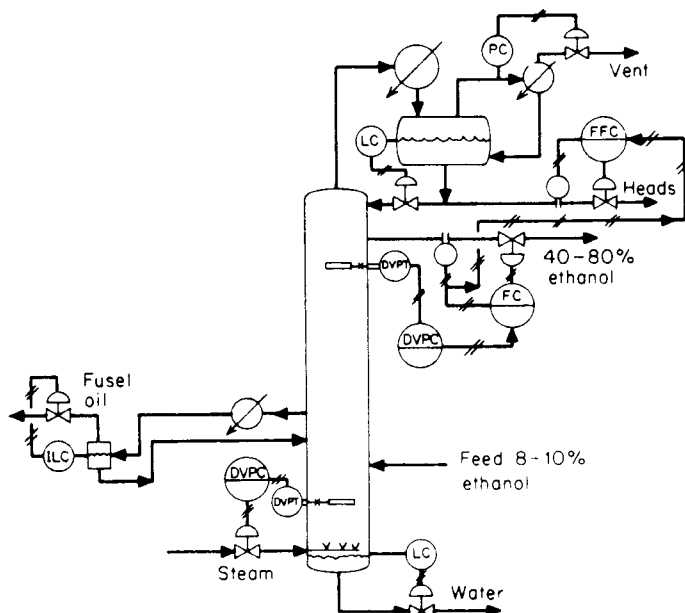 PC
Vent
LC
FFC
Heads
40-80%
ethanol
DVPT
FC
DVPC
Fusel
oil
ILC
Feed 8-10%
ethanol
DVPC
DVPT
Steam
LC
Water